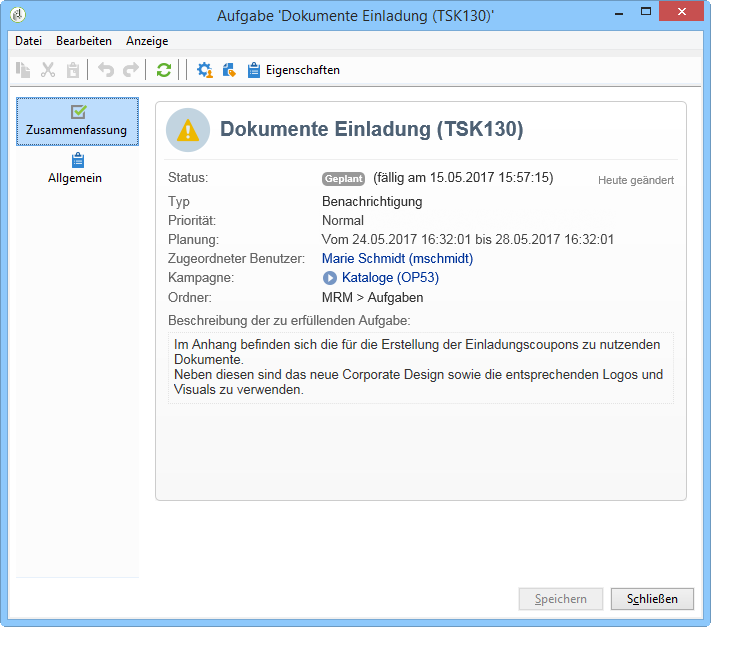 Aufgabe 'Dokumente Einladung (TSK130)'
Datei Bearbeiten Anzeige
Eigenschaften
Zusammenfassung
Allgemein
Dokumente Einladung (TSK130)
Status: Geplant (fällig am 15.05.2017 15:57:15) Heute geändert
Typ Benachrichtigung
Priorität: Normal
Planung: Vom 24.05.2017 16:32:01 bis 28.05.2017 16:32:01
Zugeordneter Benutzer: Marie Schmidt (mschmidt)
Kampagne: Kataloge (OP53)
Ordner: MRM > Aufgaben
Beschreibung der zu erfüllenden Aufgabe:
Im Anhang befinden sich die für die Erstellung der Einladungscoupons zu nutzenden
Dokumente.
Neben diesen sind das neue Corporate Design sowie die entsprechenden Logos und
Visuals zu verwenden.
Speichern Schließen